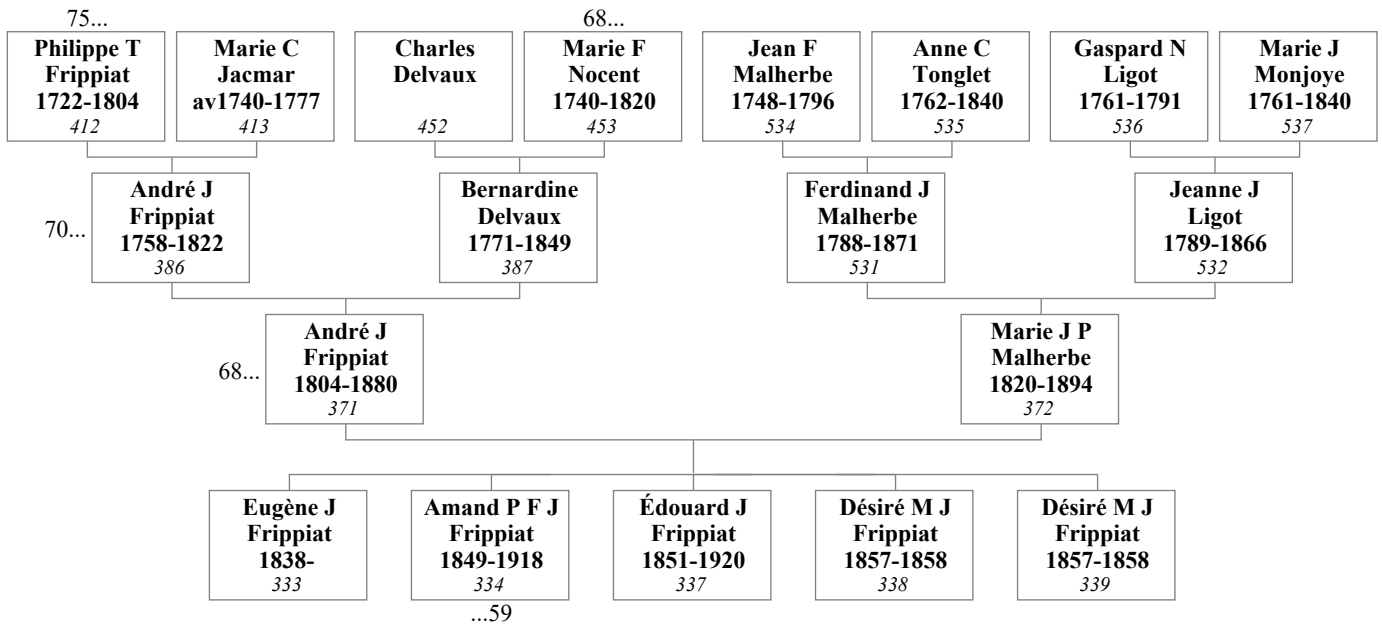 75...
68...
Philippe T
Frippiat
1722-1804
412
Marie C
Jacmar
av1740-1777
413
Charles
Delvaux
452
Marie F
Nocent
1740-1820
453
Jean F
Malherbe
1748-1796
534
Anne C
Tonglet
1762-1840
535
Gaspard N
Ligot
1761-1791
536
Marie J
Monjoye
1761-1840
537
70...
André J
Frippiat
1758-1822
386
Bernardine
Delvaux
1771-1849
387
Ferdinand J
Malherbe
1788-1871
531
Jeanne J
Ligot
1789-1866
532
68...
André J
Frippiat
1804-1880
371
Marie J P
Malherbe
1820-1894
372
Eugène J
Frippiat
1838-
333
Amand P F J
Frippiat
1849-1918
334
Édouard J
Frippiat
1851-1920
337
Désiré M J
Frippiat
1857-1858
338
Désiré M J
Frippiat
1857-1858
339
...59